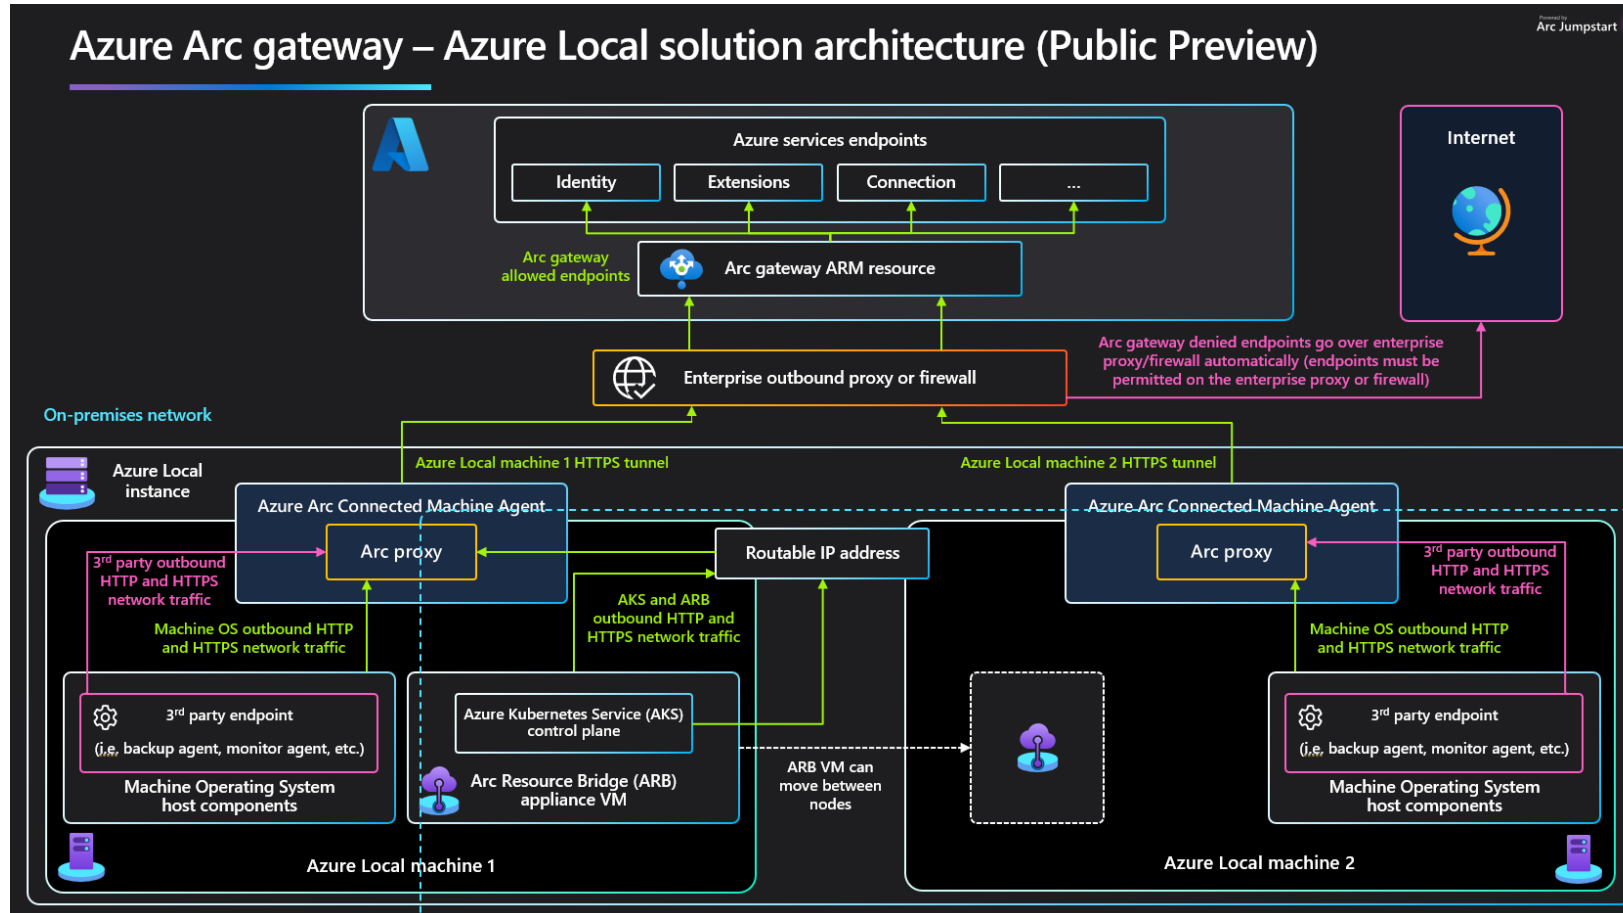 Powered by
Arc Jumpstart
Azure Arc gateway – Azure Local solution architecture (Public Preview)
Azure services endpoints
Identity
Extensions
Connection
...
Internet
Arc gateway
allowed endpoints
Arc gateway ARM resource
Arc gateway denied endpoints go over enterprise
proxy/firewall automatically (endpoints must be
permitted on the enterprise proxy or firewall)
Enterprise outbound proxy or firewall
On-premises network
Azure Local
instance
Azure Local machine 1 HTTPS tunnel
Azure Local machine 2 HTTPS tunnel
Azure Arc Connected Machine Agent
Arc proxy
Routable IP address
Azure Arc Connected Machine Agent
Arc proxy
3rd party outbound
HTTP and HTTPS
network traffic
Machine OS outbound HTTP
and HTTPS network traffic
AKS and ARB
outbound HTTP and
HTTPS network traffic
3rd party outbound
HTTP and HTTPS
network traffic
Machine OS outbound HTTP
and HTTPS network traffic
3rd party endpoint
(i.e. backup agent, monitor agent, etc.)
Machine Operating System
host components
Azure Kubernetes Service (AKS)
control plane
Arc Resource Bridge (ARB)
appliance VM
ARB VM can
move between
nodes
3rd party endpoint
(i.e. backup agent, monitor agent, etc.)
Machine Operating System
host components
Azure Local machine 1
Azure Local machine 2